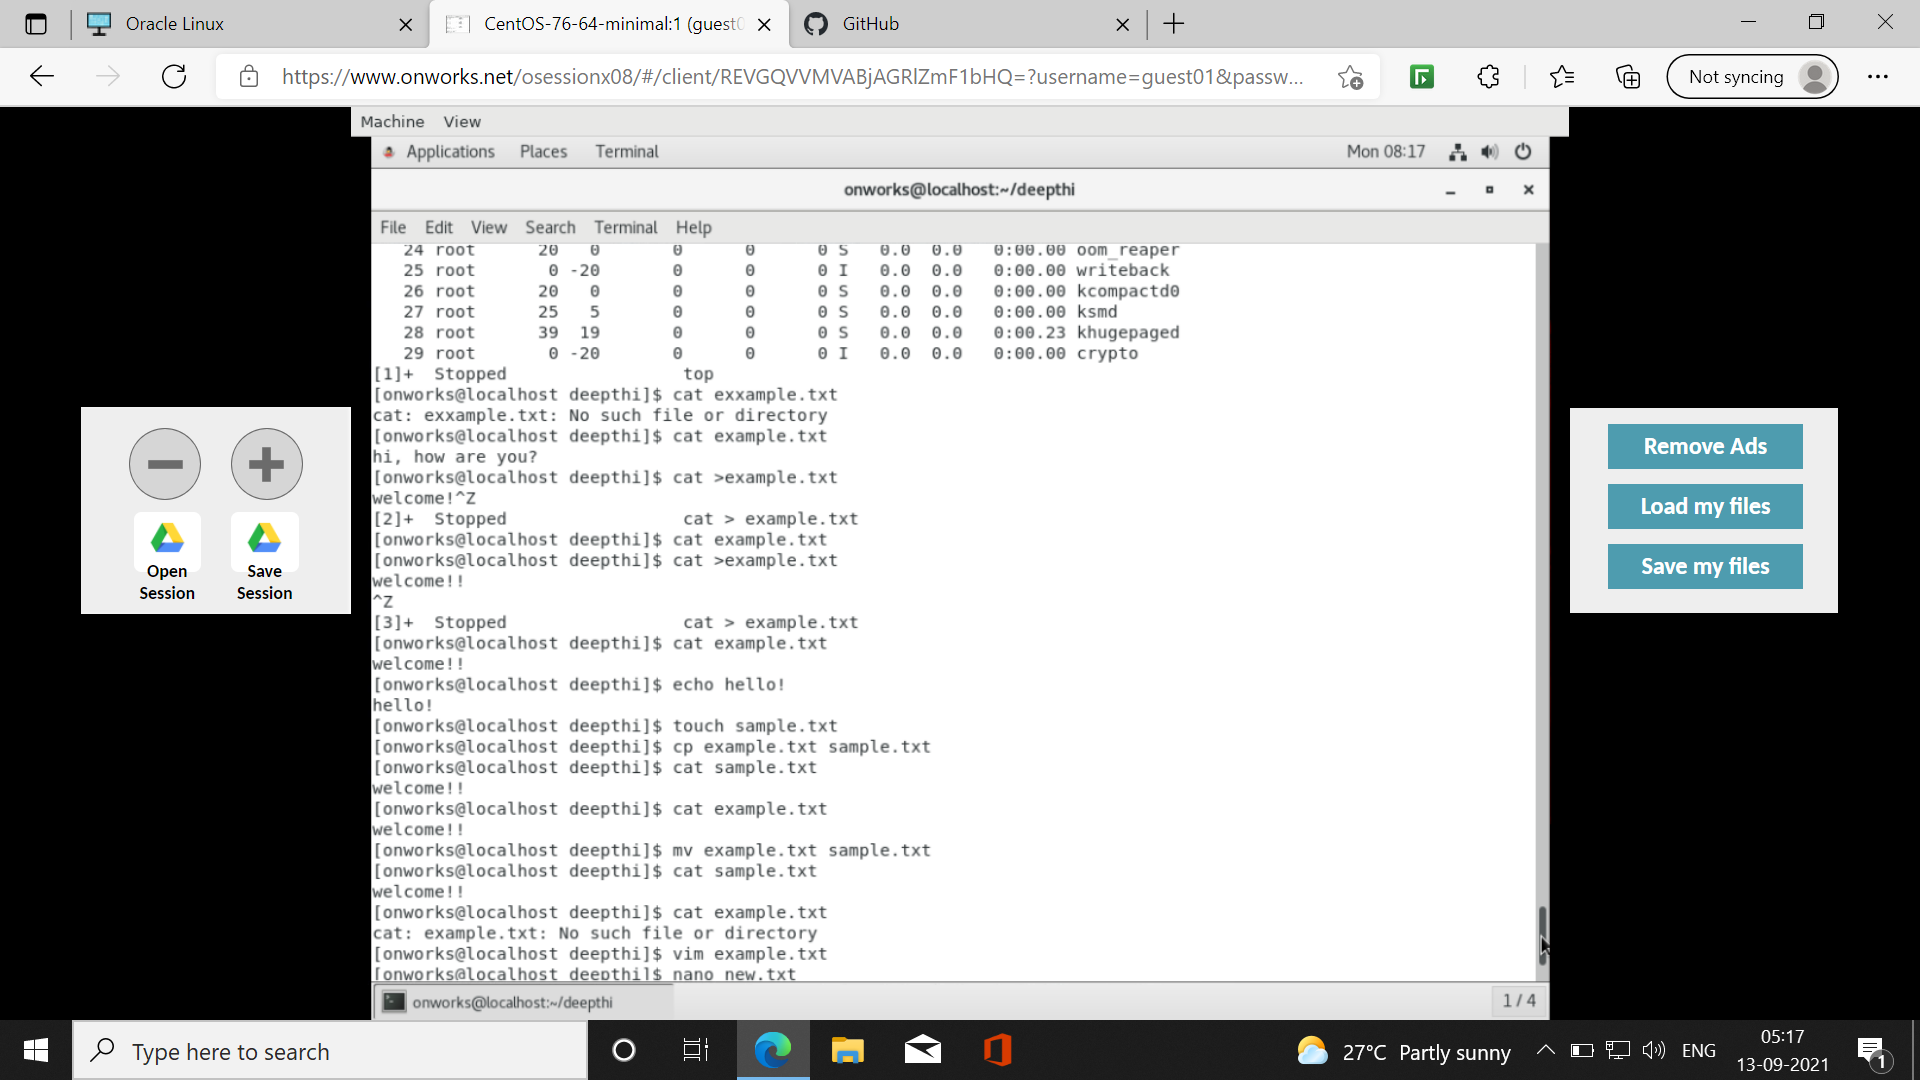 Oracle Linux
CentOS-76-64-minimal:1 (guest0
GitHub
https://www.onworks.net/osessionx08/#/client/REVGQVVMVABjAGRlZmF1bHQ=?username=guest01&passw...
Not syncing
Machine View
Applications Places Terminal
Mon 08:17
onworks@localhost:~/deepthi
File Edit View Search Terminal Help
24 root 20 0 0 0 0 S 0.0 0.0 0:00.00 oom_reaper
25 root 0 -20 0 0 0 I 0.0 0.0 0:00.00 writeback
26 root 20 0 0 0 0 S 0.0 0.0 0:00.00 kcompactd0
27 root 25 5 0 0 0 S 0.0 0.0 0:00.00 ksmd
28 root 39 19 0 0 0 S 0.0 0.0 0:00.23 khugepaged
29 root 0 -20 0 0 0 I 0.0 0.0 0:00.00 crypto
[1]+ Stopped top
[onworks@localhost deepthi]$ cat exxample.txt
cat: exxample.txt: No such file or directory
[onworks@localhost deepthi]$ cat example.txt
hi, how are you?
[onworks@localhost deepthi]$ cat >example.txt
welcome!^Z
[2]+ Stopped cat > example.txt
[onworks@localhost deepthi]$ cat example.txt
[onworks@localhost deepthi]$ cat >example.txt
welcome!!
^Z
[3]+ Stopped cat > example.txt
[onworks@localhost deepthi]$ cat example.txt
welcome!!
[onworks@localhost deepthi]$ echo hello!
hello!
[onworks@localhost deepthi]$ touch sample.txt
[onworks@localhost deepthi]$ cp example.txt sample.txt
[onworks@localhost deepthi]$ cat sample.txt
welcome!!
[onworks@localhost deepthi]$ cat example.txt
welcome!!
[onworks@localhost deepthi]$ mv example.txt sample.txt
[onworks@localhost deepthi]$ cat sample.txt
welcome!!
[onworks@localhost deepthi]$ cat example.txt
cat: example.txt: No such file or directory
[onworks@localhost deepthi]$ vim example.txt
[onworks@localhost deepthi]$ nano new.txt
onworks@localhost:~/deepthi
1 / 4
Open Session
Save Session
Remove Ads
Load my files
Save my files
Type here to search
27°C Partly sunny
ENG
05:17
13-09-2021
1